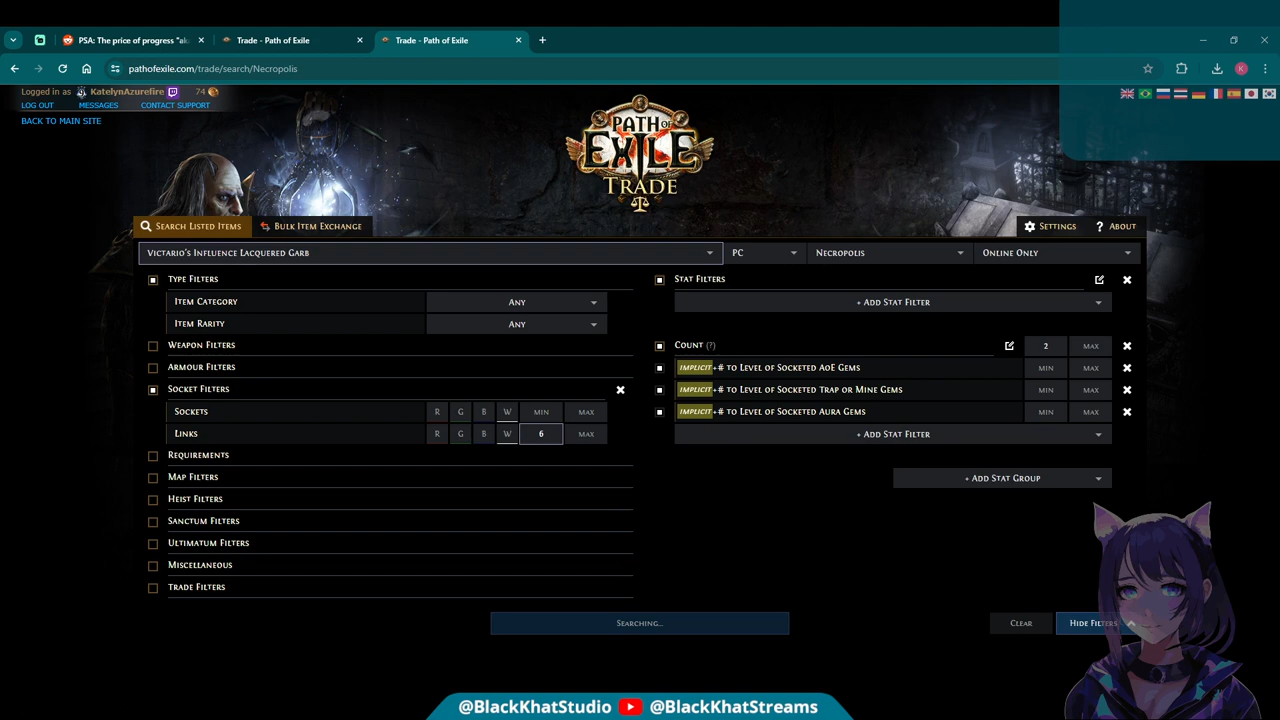 PSA: The price of progress "ak
Trade - Path of Exile
Trade - Path of Exile
pathofexile.com/trade/search/Necropolis
K
Logged in as KatelynAzurefire 74
LOG OUT MESSAGES CONTACT SUPPORT
BACK TO MAIN SITE
PATH OF
EXILE
TRADE
Search Listed Items
Bulk Item Exchange
Settings
? About
Victario's Influence Lacquered Garb
PC
Necropolis
Online Only
Type Filters
Item Category Any
Item Rarity Any
Weapon Filters
Armour Filters
Socket Filters
Sockets R G B W MIN MAX
Links R G B W 6 MAX
Requirements
Map Filters
Heist Filters
Sanctum Filters
Ultimatum Filters
Miscellaneous
Trade Filters
Stat Filters
+ Add Stat Filter
Count (?) 2 MAX
IMPLICIT +# to Level of Socketed AoE Gems MIN MAX
IMPLICIT +# to Level of Socketed Trap or Mine Gems MIN MAX
IMPLICIT +# to Level of Socketed Aura Gems MIN MAX
+ Add Stat Filter
+ Add Stat Group
Searching...
Clear
Hide Filters
@BlackKhatStudio @BlackKhatStreams